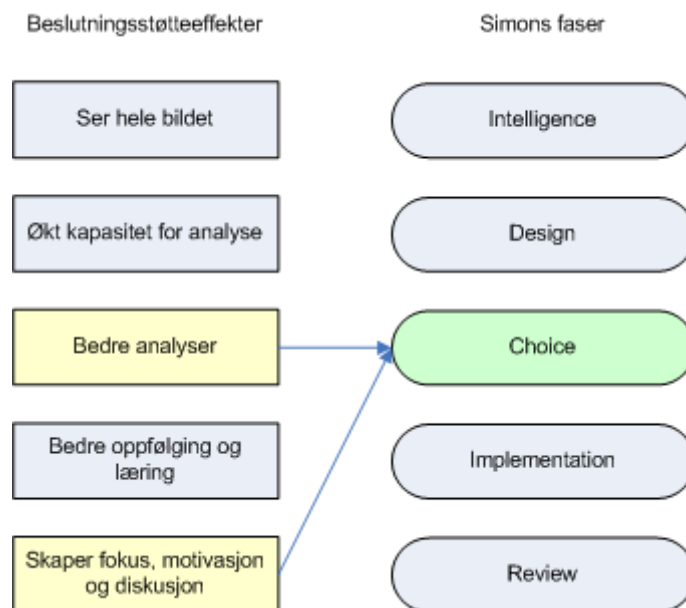 Beslutningsstøtteeffekter
Simons faser
Ser hele bildet
Intelligence
Økt kapasitet for analyse
Design
Bedre analyser
Choice
Bedre oppfølging og
læring
Implementation
Skaper fokus, motivasjon
og diskusjon
Review